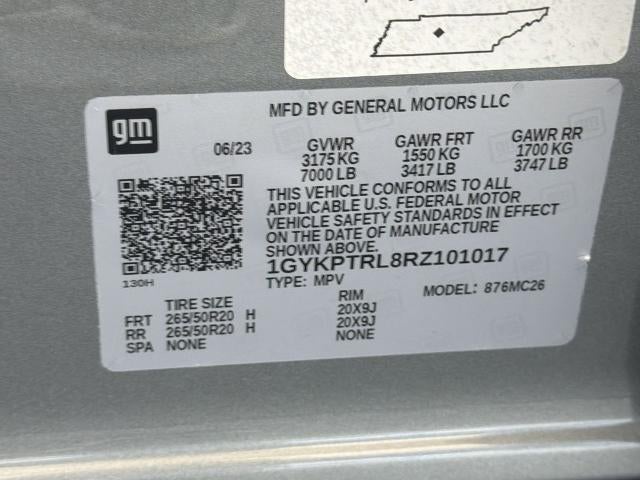 gm
MFD BY GENERAL MOTORS LLC
06/23
GVWR GAWR FRT GAWR RR
3175 KG 1550 KG 1700 KG
7000 LB 3417 LB 3747 LB
THIS VEHICLE CONFORMS TO ALL
APPLICABLE U.S. FEDERAL MOTOR
VEHICLE SAFETY STANDARDS IN EFFECT
ON THE DATE OF MANUFACTURE
SHOWN ABOVE.
1GYKPTRL8RZ101017
130H
TYPE: MPV MODEL: 876MC26
TIRE SIZE RIM
FRT 265/50R20 H 20X9J
RR 265/50R20 H 20X9J
SPA NONE NONE